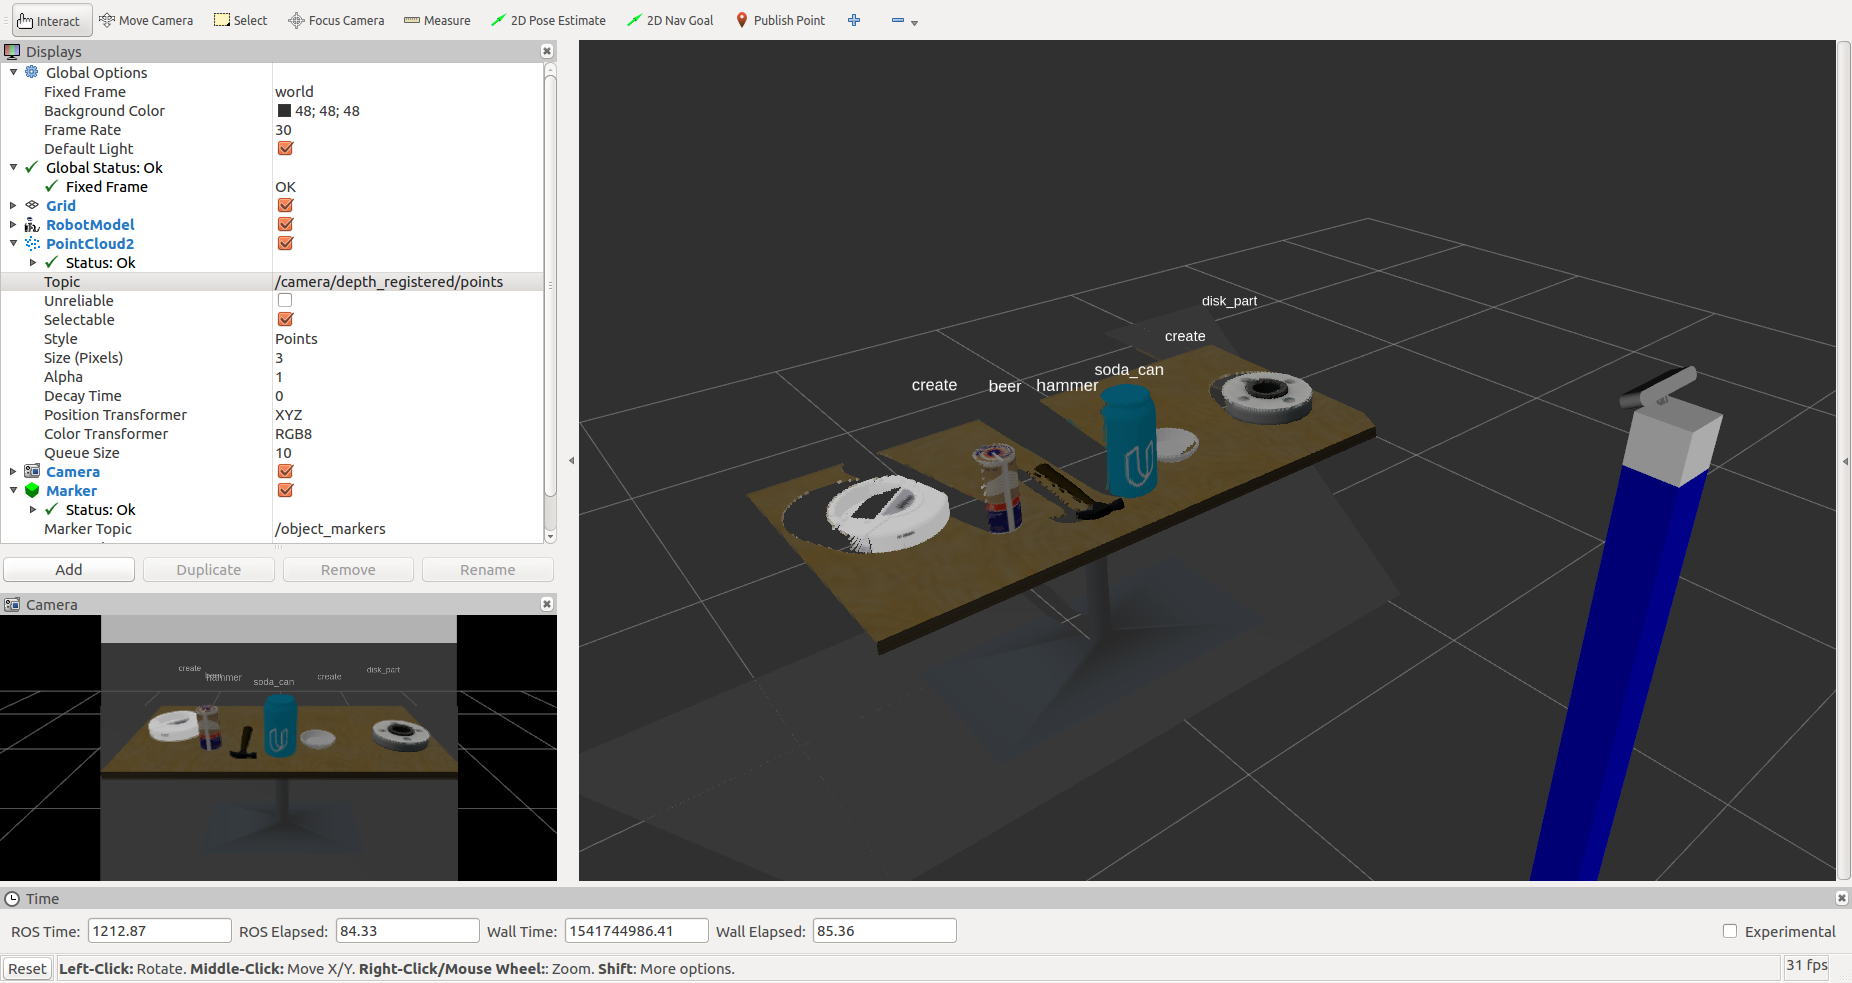 Interact Move Camera Select Focus Camera Measure 2D Pose Estimate 2D Nav Goal Publish Point
Displays
Global Options
Fixed Frame world
Background Color 48; 48; 48
Frame Rate 30
Default Light
Global Status: Ok
Fixed Frame OK
Grid
RobotModel
PointCloud2
Status: Ok
Topic /camera/depth_registered/points
Unreliable
Selectable
Style Points
Size (Pixels) 3
Alpha 1
Decay Time 0
Position Transformer XYZ
Color Transformer RGB8
Queue Size 10
Camera
Marker
Status: Ok
Marker Topic /object_markers
Add Duplicate Remove Rename
Camera
create
hammer
soda_can
create
disk_part
disk_part
create
soda_can
create
beer
hammer
Time
ROS Time: 1212.87 ROS Elapsed: 84.33 Wall Time: 1541744986.41 Wall Elapsed: 85.36 Experimental
Reset Left-Click: Rotate. Middle-Click: Move X/Y. Right-Click/Mouse Wheel:: Zoom. Shift: More options. 31 fps